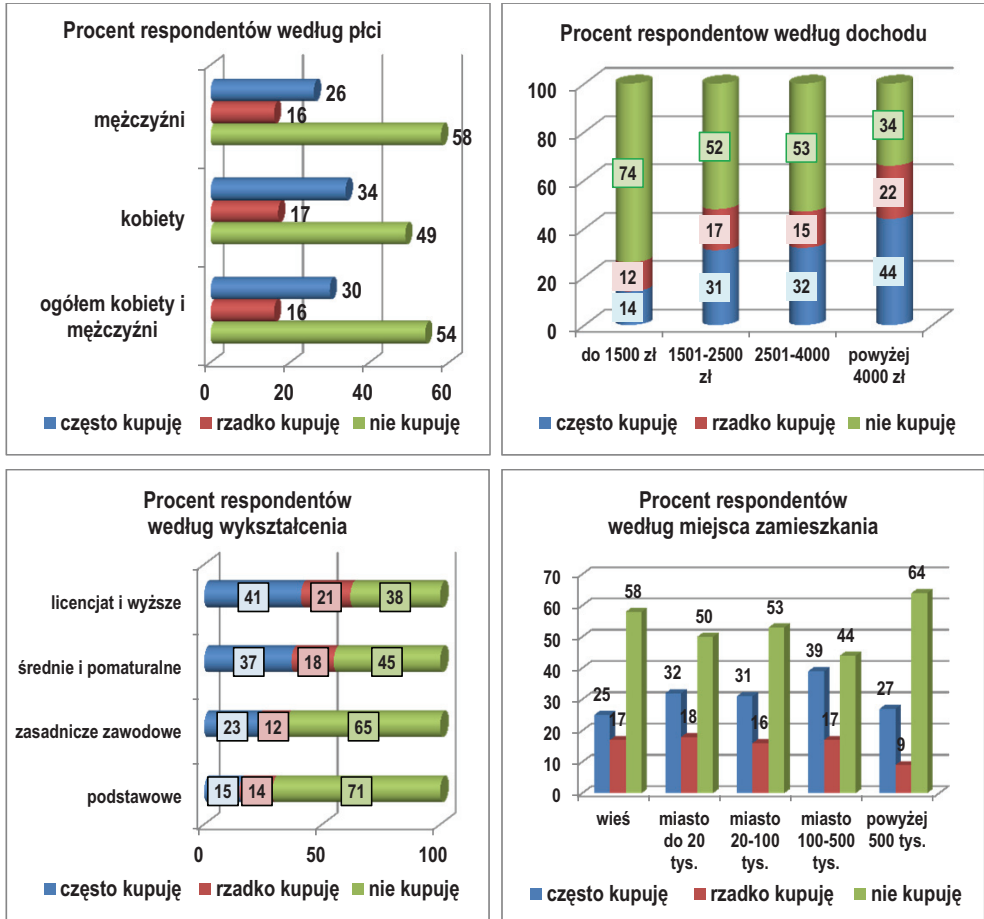 Procent respondentów według płci
mężczyźni
26
16
58
kobiety
34
17
49
ogółem kobiety i
mężczyźni
30
16
54
0 20 40 60
często kupuję rzadko kupuję nie kupuję
Procent respondentow według dochodu
100
80
60
40
20
0
74
12
14
52
17
31
53
15
32
34
22
44
do 1500 zł 1501-2500 2501-4000 powyżej
zł 4000 zł
często kupuję rzadko kupuję nie kupuję
Procent respondentów
według wykształcenia
licencjat i wyższe 41 21 38
średnie i pomaturalne 37 18 45
zasadnicze zawodowe 23 12 65
podstawowe 15 14 71
0 50 100
często kupuję rzadko kupuję nie kupuję
Procent respondentów
według miejsca zamieszkania
70
60
50
40
30
20
10
0
25 17 58
32 18 50
31 16 53
39 17 44
27 9 64
wieś miasto miasto miasto powyżej
do 20 20-100 100-500 500 tys.
tys. tys. tys.
często kupuję rzadko kupuję nie kupuję